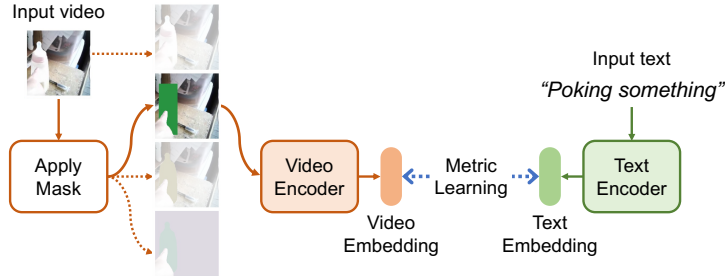 Input video
Apply
Mask
Video
Encoder
Video
Embedding
Metric
Learning
Text
Embedding
Input text
“Poking something”
Text
Encoder